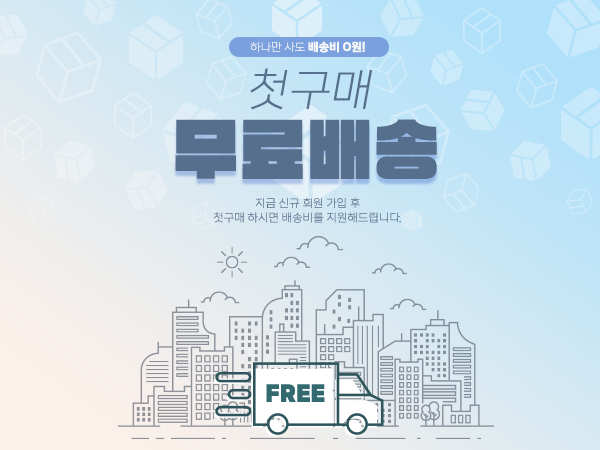 하나만 사도 배송비 0원!
첫구매
무료배송
지금 신규 회원 가입 후
첫구매 하시면 배송비를 지원해드립니다.
FREE